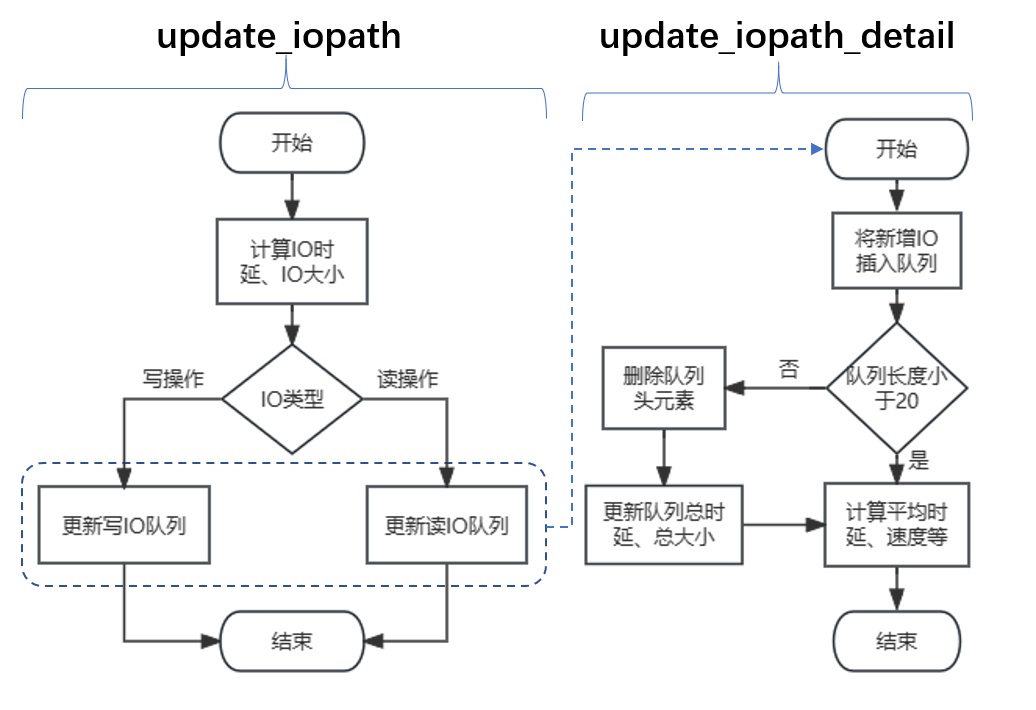 update_iopath
开始
计算IO时
延、IO大小
写操作
读操作
IO类型
更新写IO队列
更新读IO队列
结束
update_iopath_detail
开始
将新增IO
插入队列
队列长度小
于20
否
是
删除队列
头元素
更新队列总时
延、总大小
计算平均时
延、速度等
结束